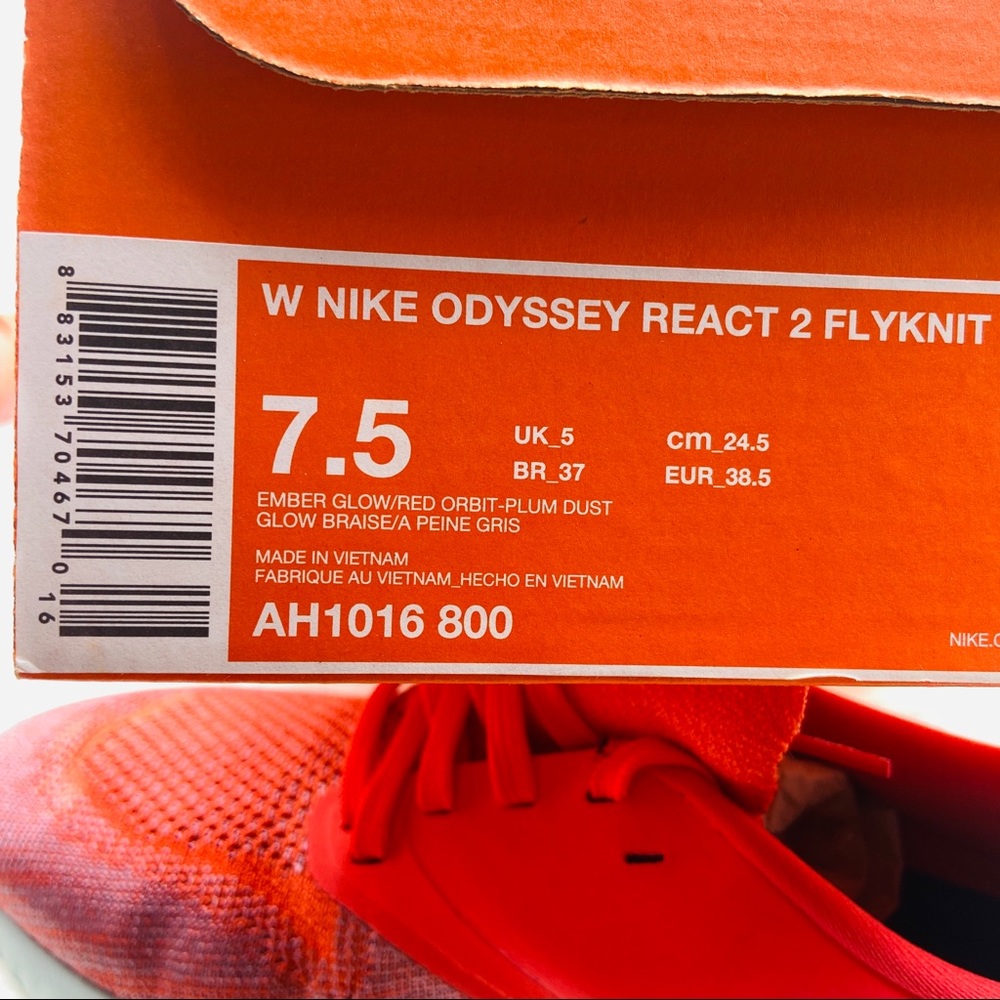 W NIKE ODYSSEY REACT 2 FLYKNIT
7.5
UK_5
cm_24.5
BR_37
EUR_38.5
EMBER GLOW/RED ORBIT-PLUM DUST
GLOW BRAISE/A PEINE GRIS
MADE IN VIETNAM
FABRIQUE AU VIETNAM_HECHO EN VIETNAM
AH1016 800
NIKE.
8 83153 70467 0 16